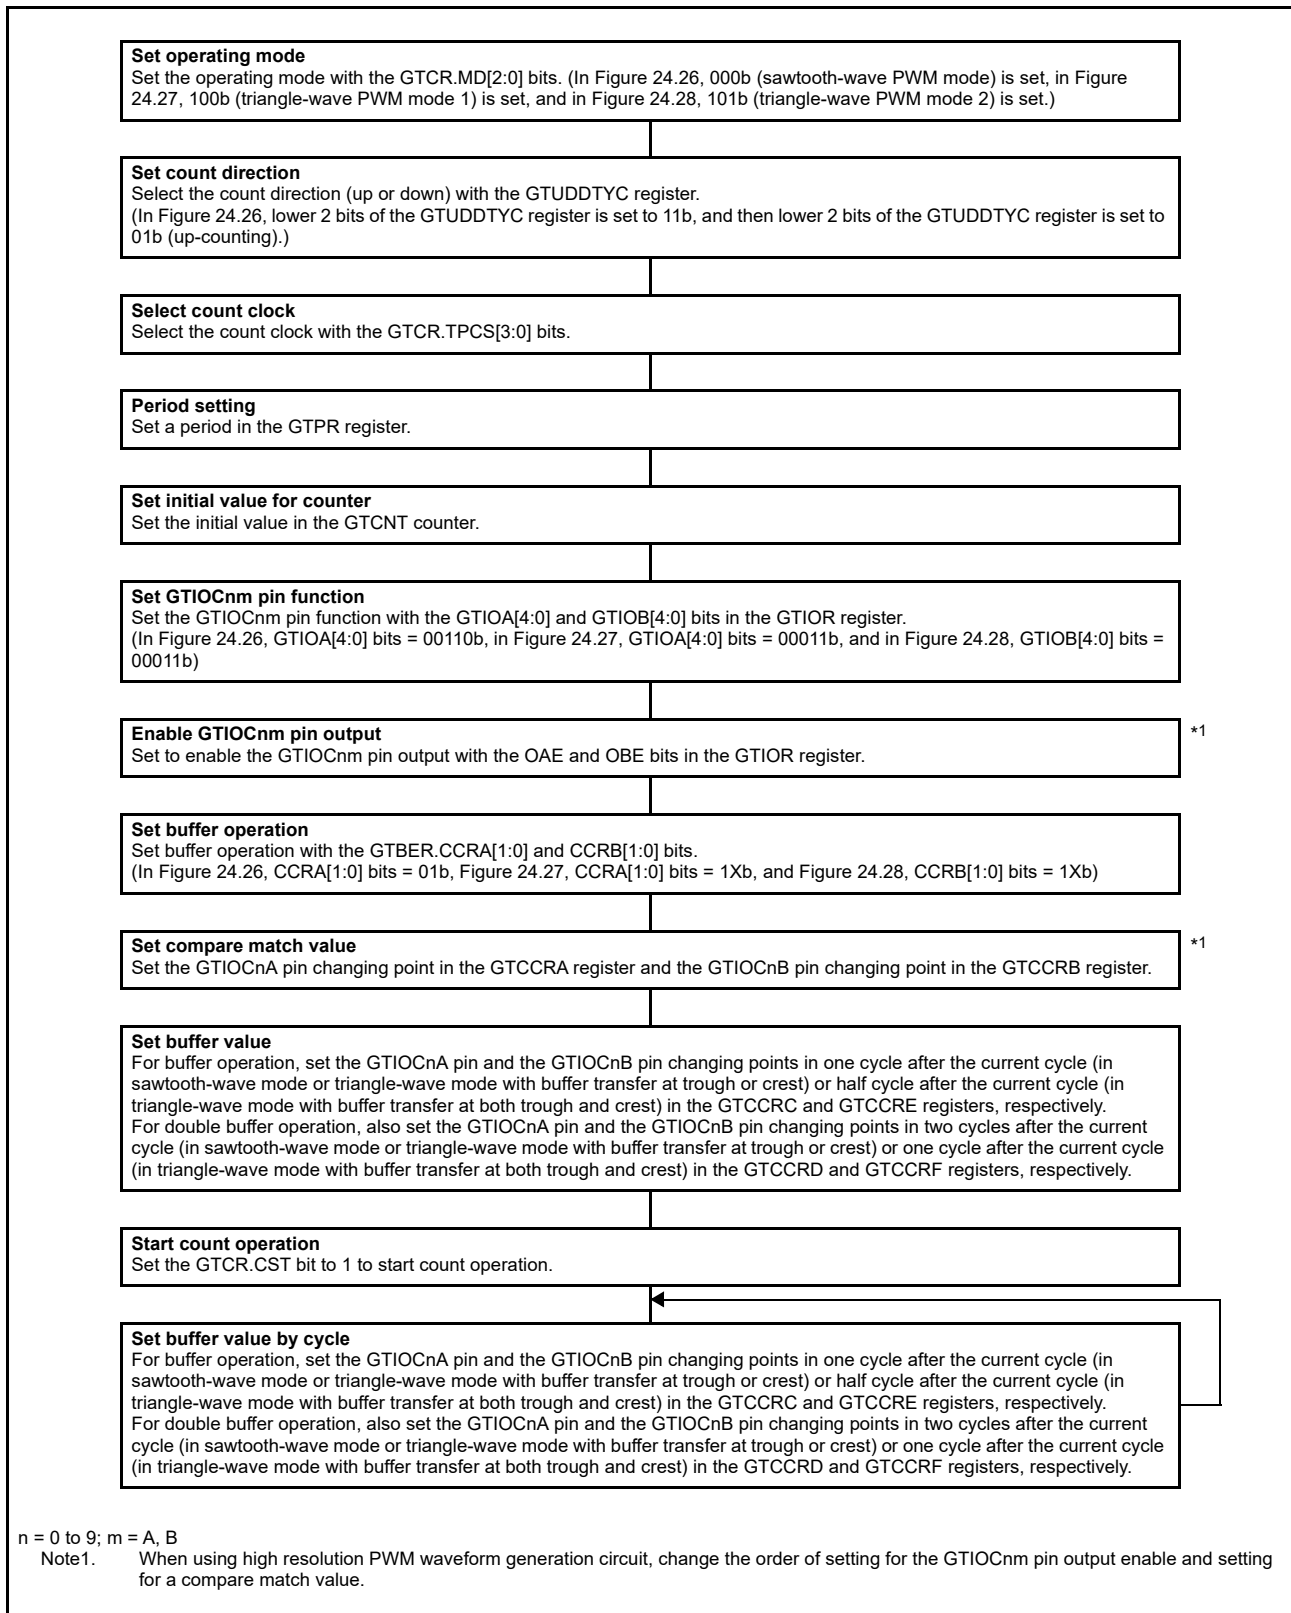 Set operating mode
Set the operating mode with the GTCR.MD[2:0] bits. (In Figure 24.26, 000b (sawtooth-wave PWM mode) is set, in Figure
24.27, 100b (triangle-wave PWM mode 1) is set, and in Figure 24.28, 101b (triangle-wave PWM mode 2) is set.)
Set count direction
Select the count direction (up or down) with the GTUDDTYC register.
(In Figure 24.26, lower 2 bits of the GTUDDTYC register is set to 11b, and then lower 2 bits of the GTUDDTYC register is set to
01b (up-counting).)
Select count clock
Select the count clock with the GTCR.TPCS[3:0] bits.
Period setting
Set a period in the GTPR register.
Set initial value for counter
Set the initial value in the GTCNT counter.
Set GTIOCnm pin function
Set the GTIOCnm pin function with the GTIOA[4:0] and GTIOB[4:0] bits in the GTIOR register.
(In Figure 24.26, GTIOA[4:0] bits = 00110b, in Figure 24.27, GTIOA[4:0] bits = 00011b, and in Figure 24.28, GTIOB[4:0] bits =
00011b)
Enable GTIOCnm pin output
Set to enable the GTIOCnm pin output with the OAE and OBE bits in the GTIOR register.
*1
Set buffer operation
Set buffer operation with the GTBER.CCRA[1:0] and CCRB[1:0] bits.
(In Figure 24.26, CCRA[1:0] bits = 01b, Figure 24.27, CCRA[1:0] bits = 1Xb, and Figure 24.28, CCRB[1:0] bits = 1Xb)
Set compare match value
Set the GTIOCnA pin changing point in the GTCCRA register and the GTIOCnB pin changing point in the GTCCRB register.
*1
Set buffer value
For buffer operation, set the GTIOCnA pin and the GTIOCnB pin changing points in one cycle after the current cycle (in
sawtooth-wave mode or triangle-wave mode with buffer transfer at trough or crest) or half cycle after the current cycle (in
triangle-wave mode with buffer transfer at both trough and crest) in the GTCCRC and GTCCRE registers, respectively.
For double buffer operation, also set the GTIOCnA pin and the GTIOCnB pin changing points in two cycles after the current
cycle (in sawtooth-wave mode or triangle-wave mode with buffer transfer at trough or crest) or one cycle after the current cycle
(in triangle-wave mode with buffer transfer at both trough and crest) in the GTCCRD and GTCCRF registers, respectively.
Start count operation
Set the GTCR.CST bit to 1 to start count operation.
Set buffer value by cycle
For buffer operation, set the GTIOCnA pin and the GTIOCnB pin changing points in one cycle after the current cycle (in
sawtooth-wave mode or triangle-wave mode with buffer transfer at trough or crest) or half cycle after the current cycle (in
triangle-wave mode with buffer transfer at both trough and crest) in the GTCCRC and GTCCRE registers, respectively.
For double buffer operation, also set the GTIOCnA pin and the GTIOCnB pin changing points in two cycles after the current
cycle (in sawtooth-wave mode or triangle-wave mode with buffer transfer at trough or crest) or one cycle after the current cycle
(in triangle-wave mode with buffer transfer at both trough and crest) in the GTCCRD and GTCCRF registers, respectively.
n = 0 to 9; m = A, B
Note1. When using high resolution PWM waveform generation circuit, change the order of setting for the GTIOCnm pin output enable and setting
for a compare match value.